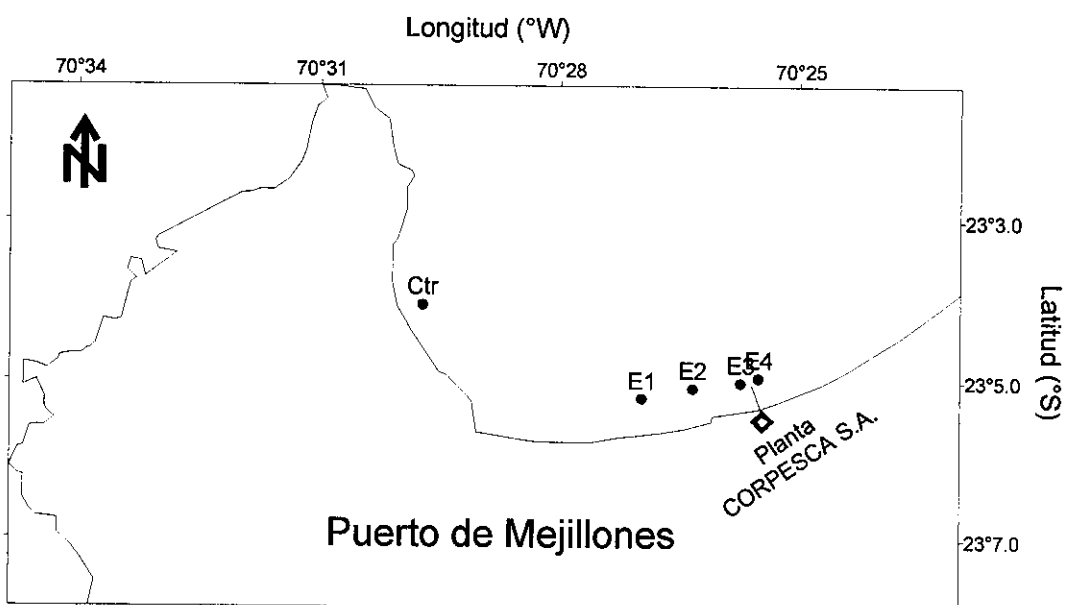 Longitud (°W)
70°34
70°31
70°28
70°25
N
23°3.0
Ctr
Latitud (°S)
E1
E2
E3
E4
23°5.0
Planta
CORPESCA S.A.
Puerto de Mejillones
23°7.0